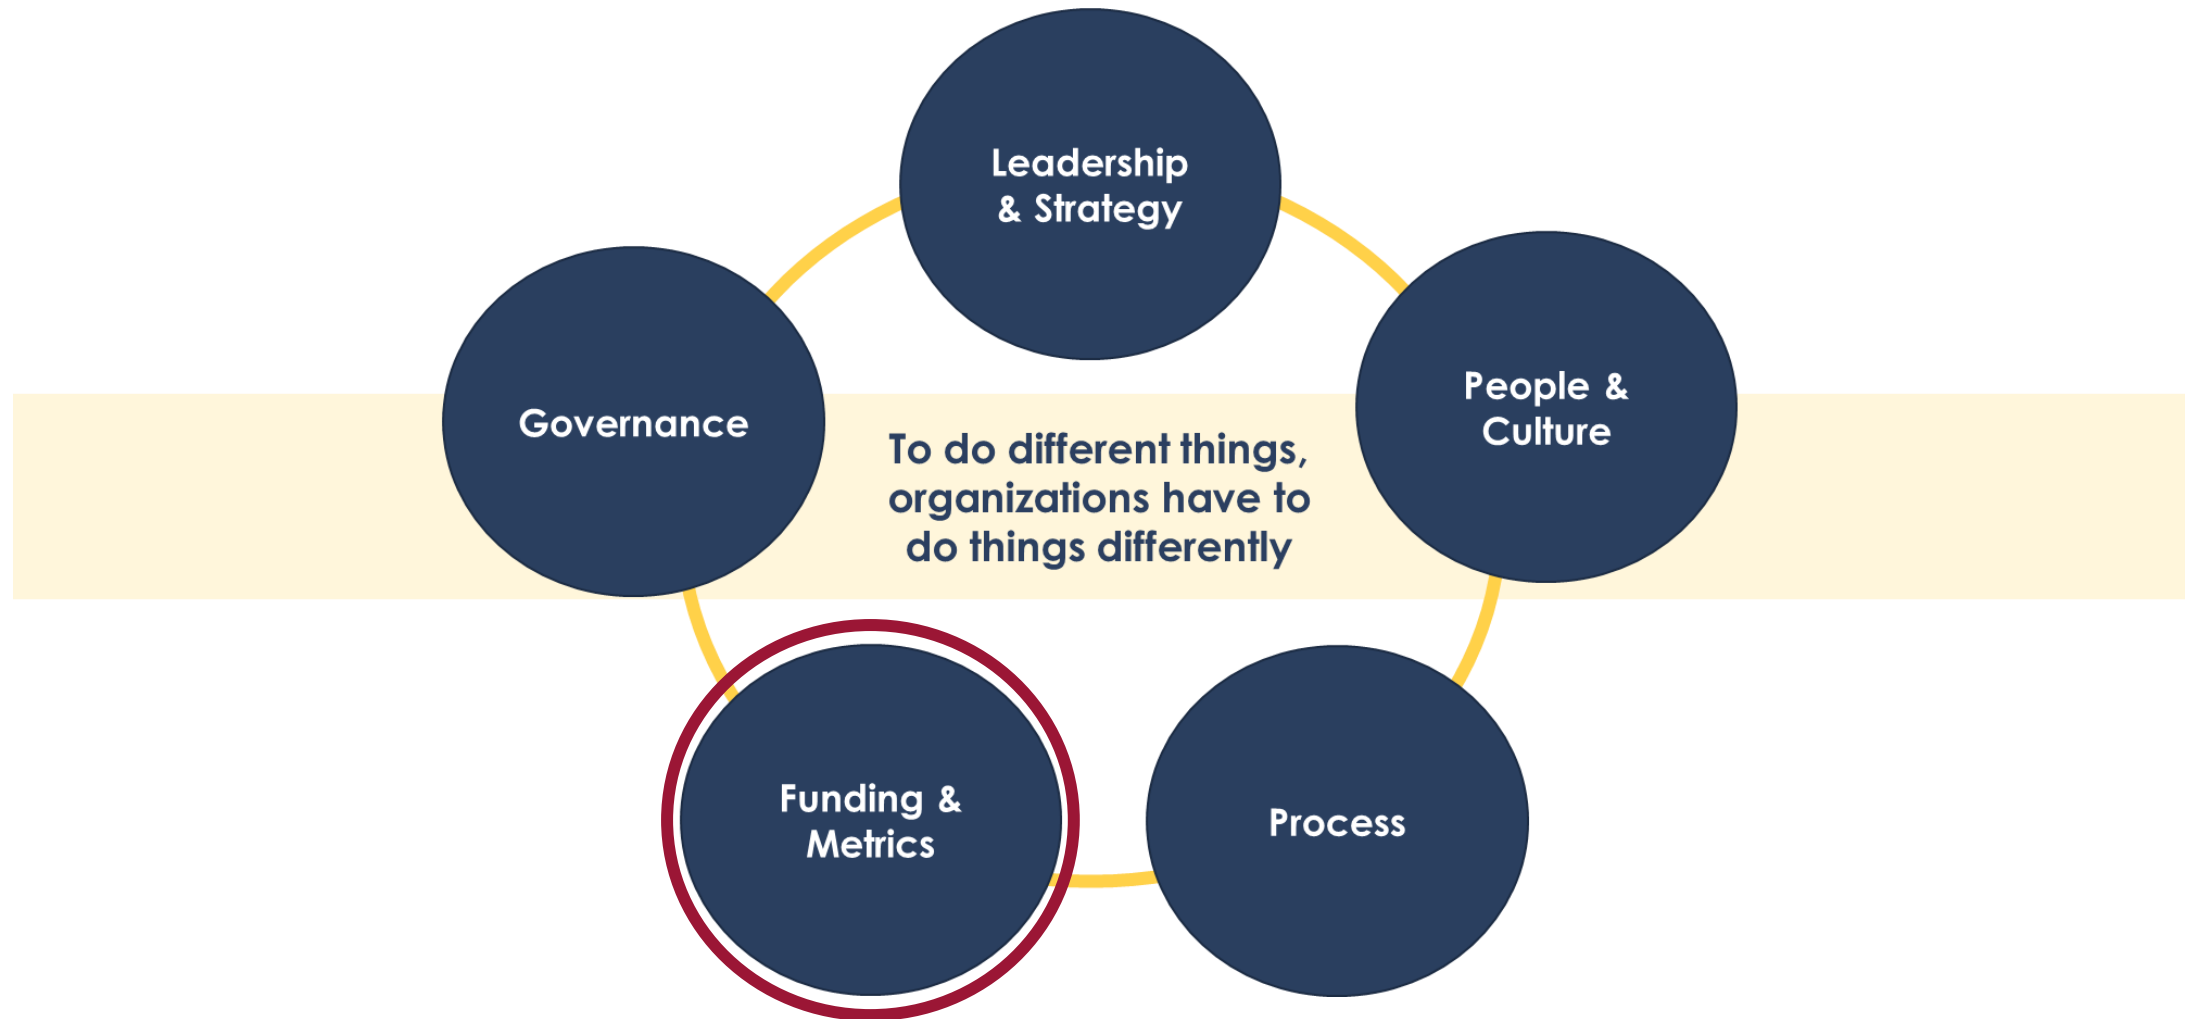 Leadership
& Strategy
People &
Culture
Governance
To do different things,
organizations have to
do things differently
Funding &
Metrics
Process